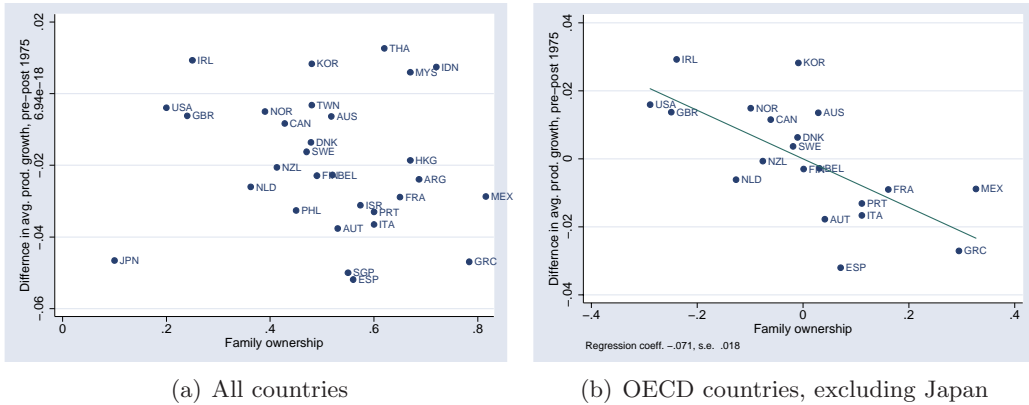 Differnce in avg. prod. growth, pre−post 1975
.02
6.94e−18
−.02
−.04
−.06
THA
IRL
KOR
IDN
MYS
USA
GBR
NOR
TWN
AUS
CAN
DNK
SWE
HKG
NZL
FIN
BEL
ARG
NLD
FRA
MEX
PHL
ISR
PRT
ITA
AUT
JPN
GRC
SGP
ESP
0 .2 .4 .6 .8
Family ownership
(a) All countries
Differnce in avg. prod. growth, pre−post 1975
.04
.02
0
−.02
−.04
IRL
KOR
USA
GBR
NOR
AUS
CAN
DNK
SWE
NZL
FIN
BEL
NLD
FRA
MEX
PRT
ITA
AUT
GRC
ESP
−.4 −.2 0 .2 .4
Family ownership
Regression coeff. −.071, s.e. .018
(b) OECD countries, excluding Japan